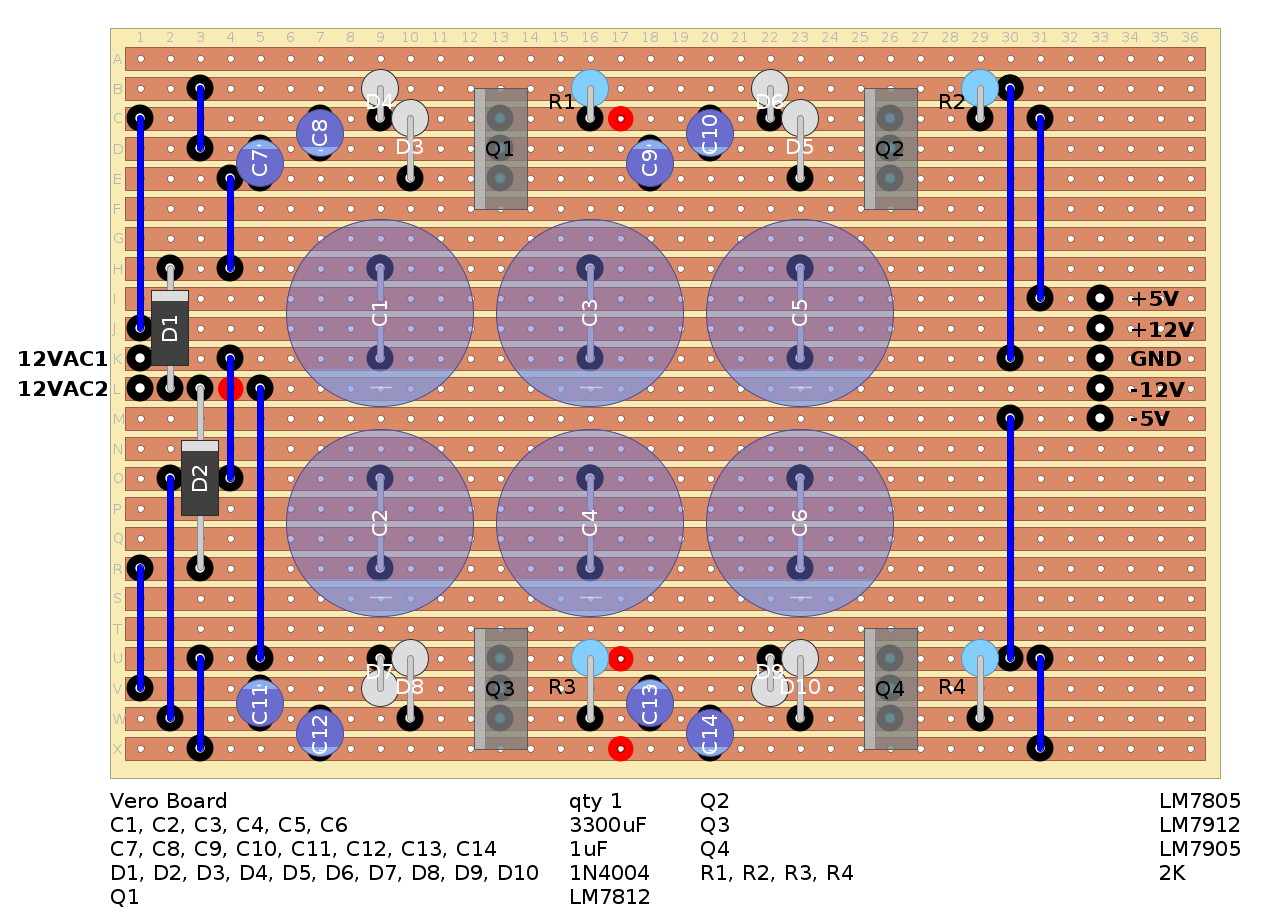 1 2 3 4 5 6 7 8 9 10 11 12 13 14 15 16 17 18 19 20 21 22 23 24 25 26 27 28 29 30 31 32 33 34 35 36
A
B
D4 R1 D6 R2
C
C8 C10
D
D3 Q1 D5 Q2
C7 C9
E
F
G
H
I
+5V
C1 C3 C5
D1
J
+12V
12VAC1 K GND
12VAC2 L -12V
M
-5V
N
O
D2
P
C2 C4 C6
Q
R
S
T
U
D7 D9
V
D8 Q3 R3 D10 Q4 R4
C11 C13
W
C12 C14
X
Vero Board qty 1 Q2 LM7805
C1, C2, C3, C4, C5, C6 3300uF Q3 LM7912
C7, C8, C9, C10, C11, C12, C13, C14 1uF Q4 LM7905
D1, D2, D3, D4, D5, D6, D7, D8, D9, D10 1N4004 R1, R2, R3, R4 2K
Q1 LM7812